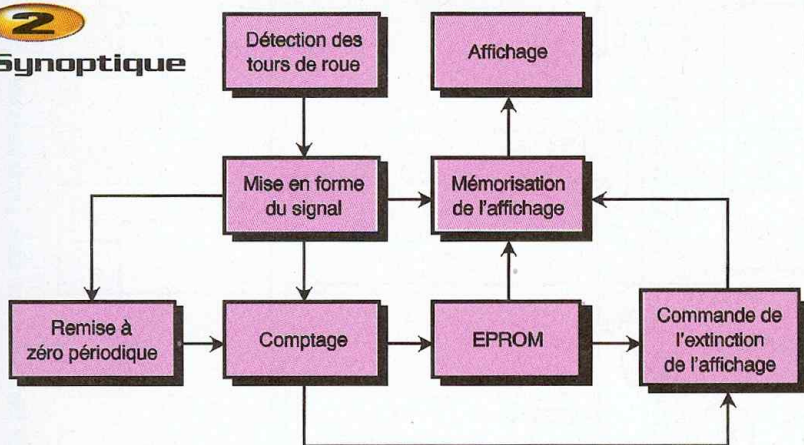 2
Synoptique
Détection des
tours de roue
Affichage
Mise en forme
du signal
Mémorisation
de l'affichage
Remise à
zéro périodique
Comptage
EPROM
Commande de
l'extinction
de l'affichage